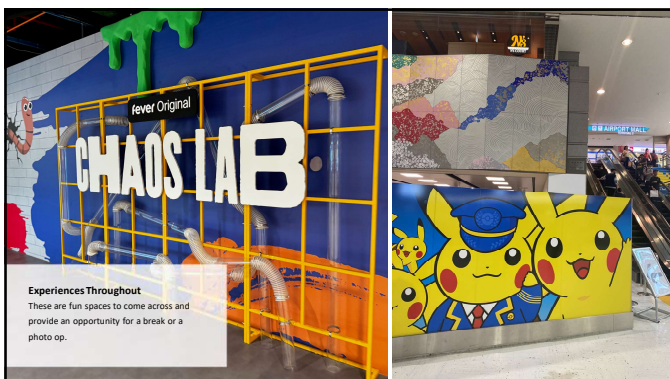 fever Original
CHAOS LAB
Experiences Throughout
These are fun spaces to come across and
provide an opportunity for a break or a
photo op.
AIRPORT MALL